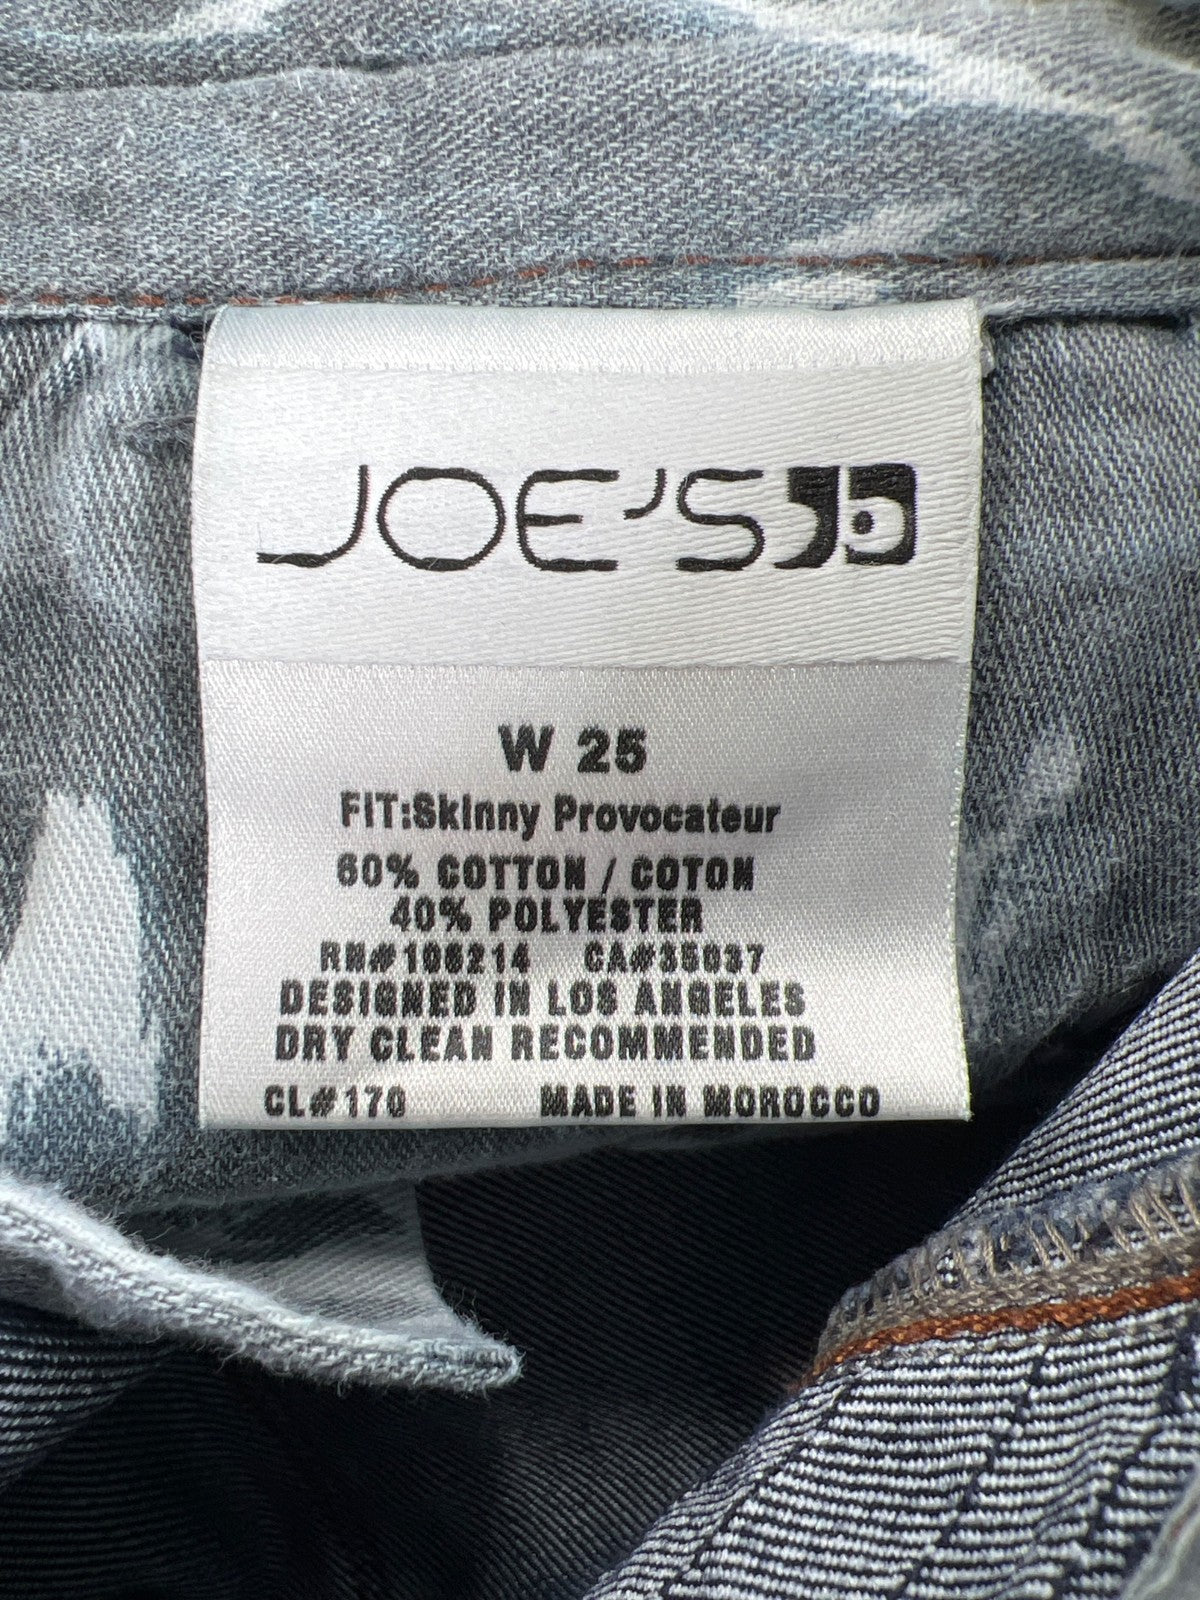 JOE'S
W 25
FIT:Skinny Provocateur
60% COTTON / COTON
40% POLYESTER
RN#106214 CA#35037
DESIGNED IN LOS ANGELES
DRY CLEAN RECOMMENDED
CL#170 MADE IN MOROCCO